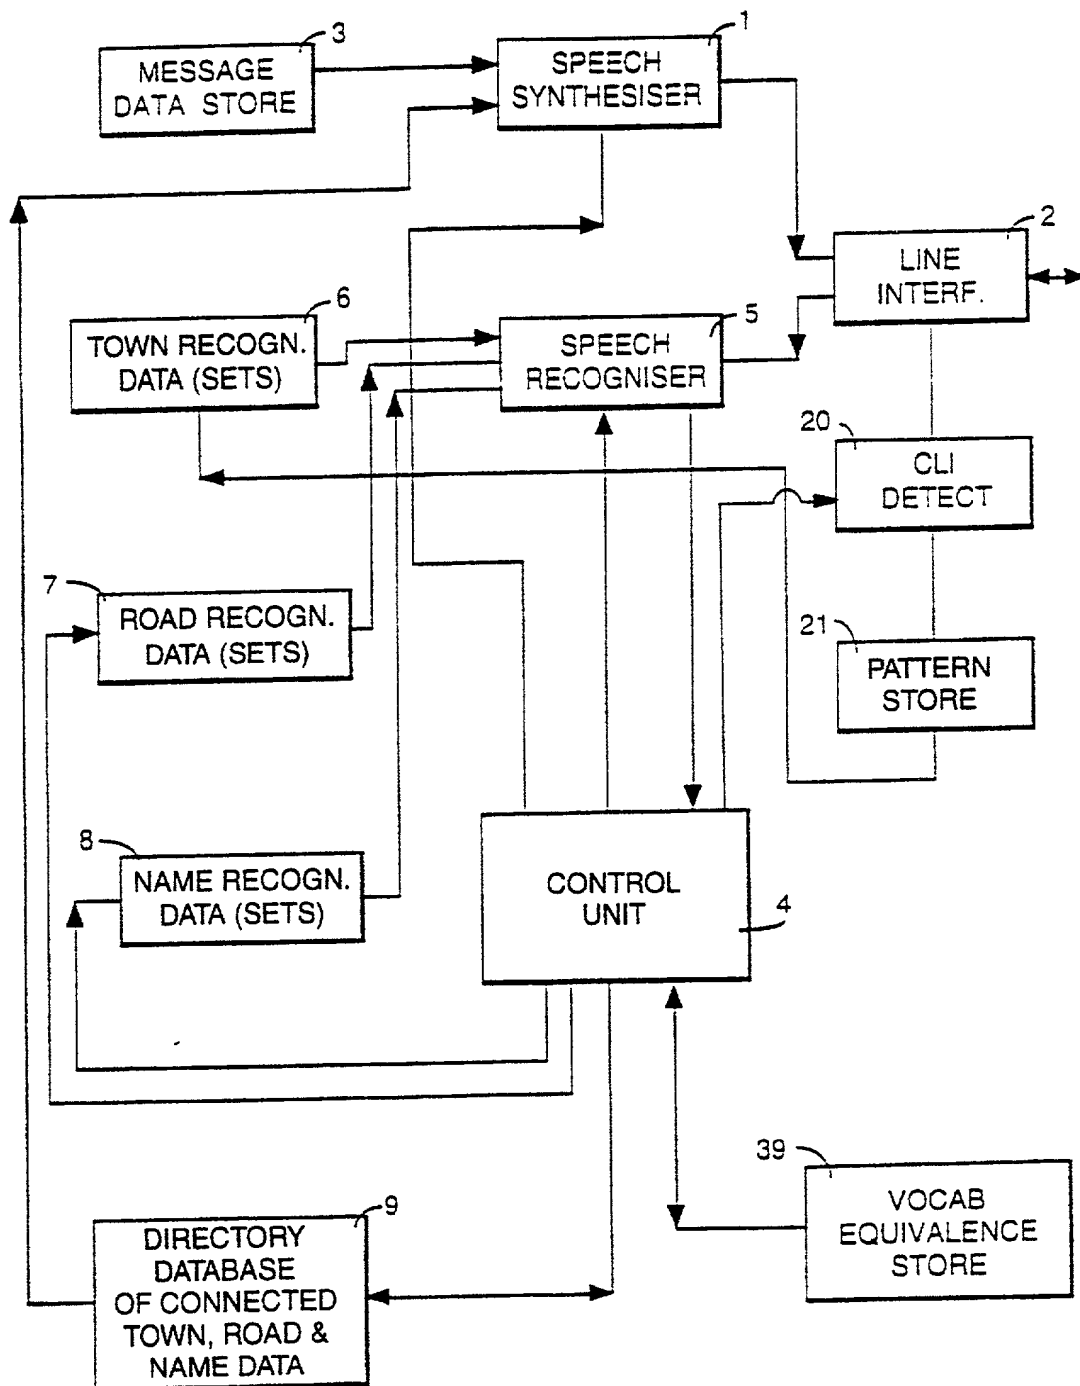 3
MESSAGE
DATA STORE
1
SPEECH
SYNTHESISER
2
LINE
INTERF.
6
TOWN RECOGN.
DATA (SETS)
5
SPEECH
RECOGNISER
20
CLI
DETECT
7
ROAD RECOGN.
DATA (SETS)
21
PATTERN
STORE
8
NAME RECOGN.
DATA (SETS)
CONTROL
UNIT
4
39
VOCAB
EQUIVALENCE
STORE
9
DIRECTORY
DATABASE
OF CONNECTED
TOWN, ROAD &
NAME DATA